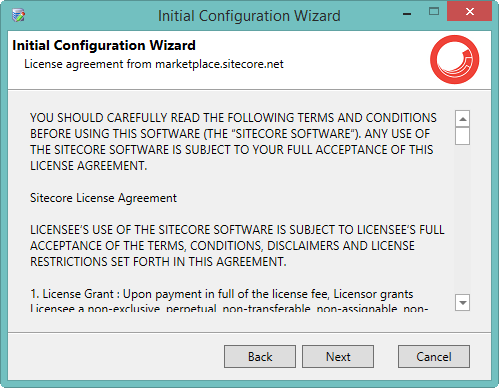 Initial Configuration Wizard
Initial Configuration Wizard
License agreement from marketplace.sitecore.net
YOU SHOULD CAREFULLY READ THE FOLLOWING TERMS AND CONDITIONS
BEFORE USING THIS SOFTWARE (THE “SITECORE SOFTWARE”). ANY USE OF
THE SITECORE SOFTWARE IS SUBJECT TO YOUR FULL ACCEPTANCE OF THIS
LICENSE AGREEMENT.
Sitecore License Agreement
LICENSEE’S USE OF THE SITECORE SOFTWARE IS SUBJECT TO LICENSEE’S FULL
ACCEPTANCE OF THE TERMS, CONDITIONS, DISCLAIMERS AND LICENSE
RESTRICTIONS SET FORTH IN THIS AGREEMENT.
1. License Grant : Upon payment in full of the license fee, Licensor grants
Licensee a non-exclusive, perpetual, non-transferable, non-assignable, non-
Back Next Cancel